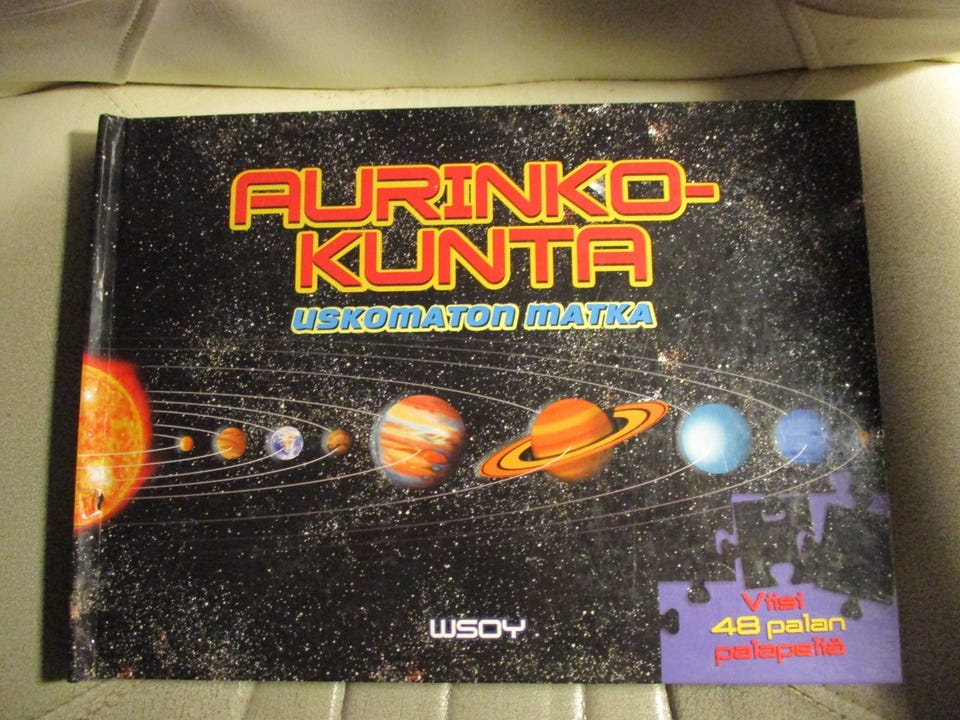 AURINKO-
KUNTA
USKOMATON MATKA
WSOY
Viisi
48 palan
palapeliä